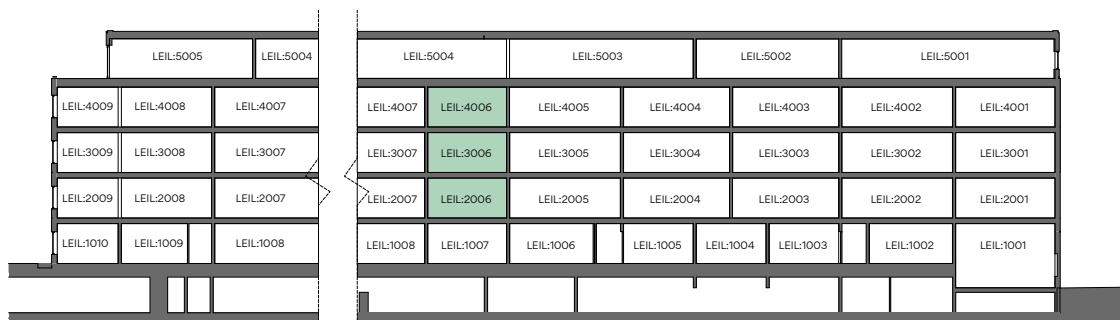 LEIL:5005 LEIL:5004 LEIL:5004 LEIL:5003 LEIL:5002 LEIL:5001
LEIL:4009 LEIL:4008 LEIL:4007 LEIL:4007 LEIL:4006 LEIL:4005 LEIL:4004 LEIL:4003 LEIL:4002 LEIL:4001
LEIL:3009 LEIL:3008 LEIL:3007 LEIL:3007 LEIL:3006 LEIL:3005 LEIL:3004 LEIL:3003 LEIL:3002 LEIL:3001
LEIL:2009 LEIL:2008 LEIL:2007 LEIL:2007 LEIL:2006 LEIL:2005 LEIL:2004 LEIL:2003 LEIL:2002 LEIL:2001
LEIL:1010 LEIL:1009 LEIL:1008 LEIL:1008 LEIL:1007 LEIL:1006 LEIL:1005 LEIL:1004 LEIL:1003 LEIL:1002 LEIL:1001